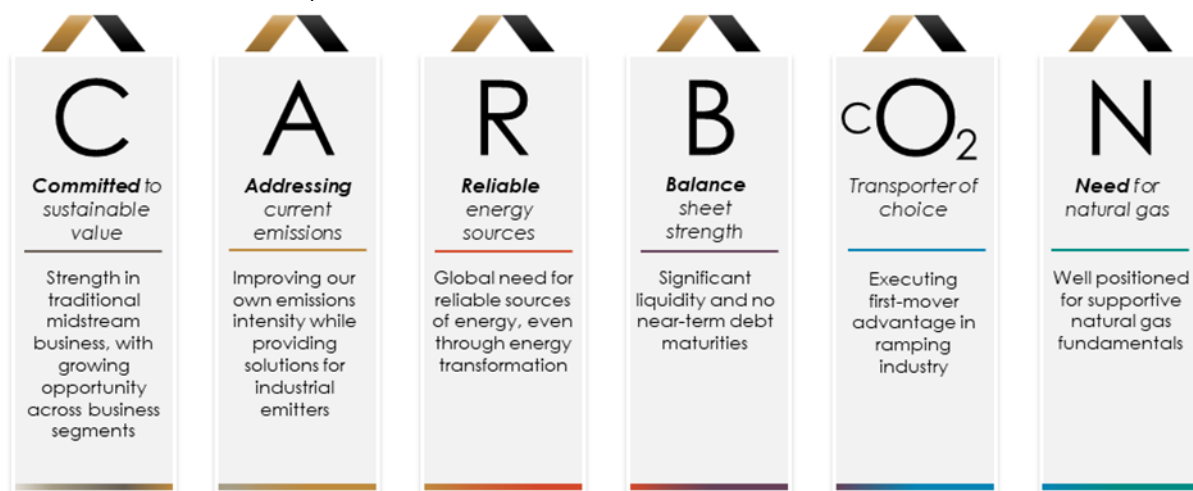 C
Committed to
sustainable
value
Strength in
traditional
midstream
business, with
growing
opportunity
across business
segments
A
Addressing
current
emissions
Improving our
own emissions
intensity while
providing
solutions for
industrial
emitters
R
Reliable
energy
sources
Global need for
reliable sources
of energy, even
through energy
transformation
B
Balance
sheet
strength
Significant
liquidity and no
near-term debt
maturities
CO2
Transporter of
choice
Executing
first-mover
advantage in
ramping
industry
N
Need for
natural gas
Well positioned
for supportive
natural gas
fundamentals